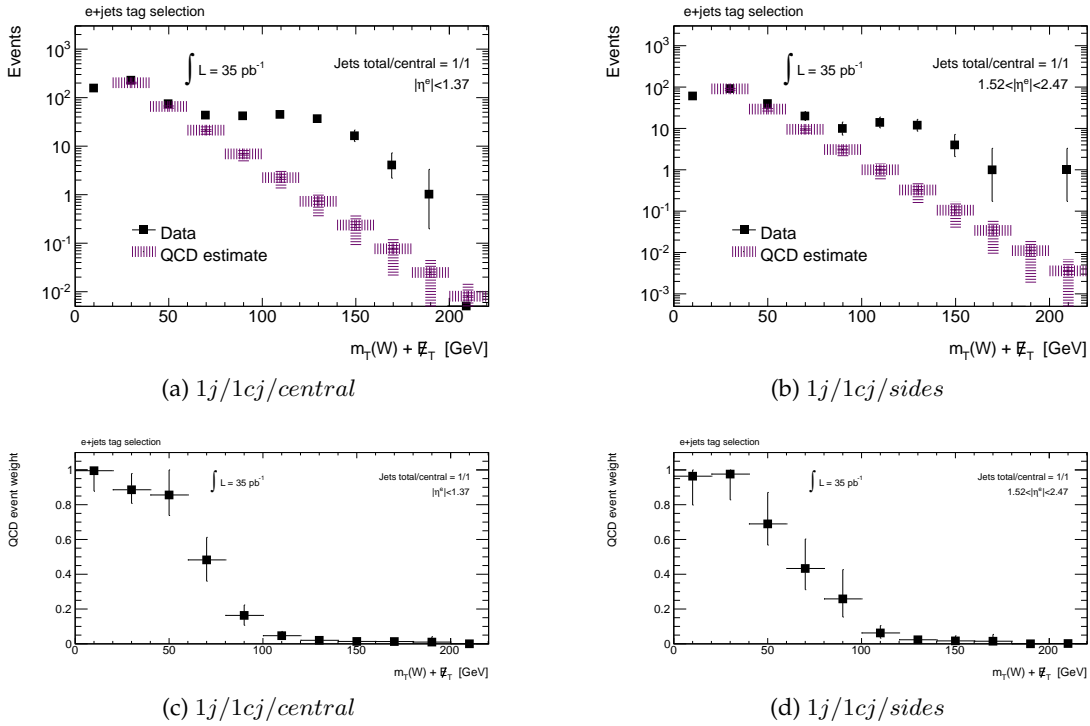 e+jets tag selection
Events
10³
10²
10
1
10⁻¹
10⁻²
∫ L = 35 pb⁻¹
Jets total/central = 1/1
|ηᵉ|<1.37
Data
QCD estimate
0 50 100 150 200
m_T(W) + E̸_T [GeV]
(a) 1j/1cj/central
e+jets tag selection
Events
10³
10²
10
1
10⁻¹
10⁻²
10⁻³
∫ L = 35 pb⁻¹
Jets total/central = 1/1
1.52<|ηᵉ|<2.47
Data
QCD estimate
0 50 100 150 200
m_T(W) + E̸_T [GeV]
(b) 1j/1cj/sides
e+jets tag selection
QCD event weight
1
0.8
0.6
0.4
0.2
0
∫ L = 35 pb⁻¹
Jets total/central = 1/1
|ηᵉ|<1.37
0 50 100 150 200
m_T(W) + E̸_T [GeV]
(c) 1j/1cj/central
e+jets tag selection
QCD event weight
1
0.8
0.6
0.4
0.2
0
∫ L = 35 pb⁻¹
Jets total/central = 1/1
1.52<|ηᵉ|<2.47
0 50 100 150 200
m_T(W) + E̸_T [GeV]
(d) 1j/1cj/sides